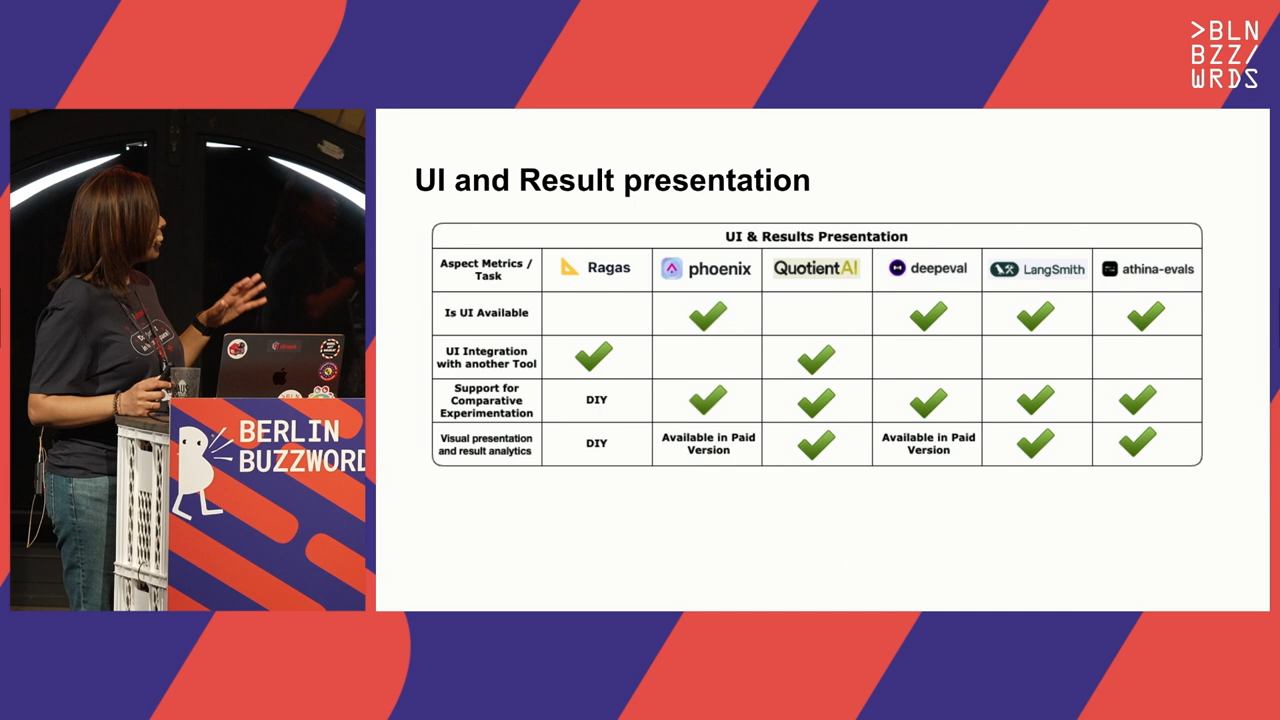 >BLN
BZZ/
WRDS
UI and Result presentation
UI & Results Presentation
Aspect Metrics /
Task
Ragas
phoenix
QuotientAI
deepeval
LangSmith
athina-evals
Is UI Available
UI Integration
with another Tool
Support for
Comparative
Experimentation
DIY
Visual presentation
and result analytics
DIY
Available in Paid
Version
Available in Paid
Version
BERLIN
BUZZWORD